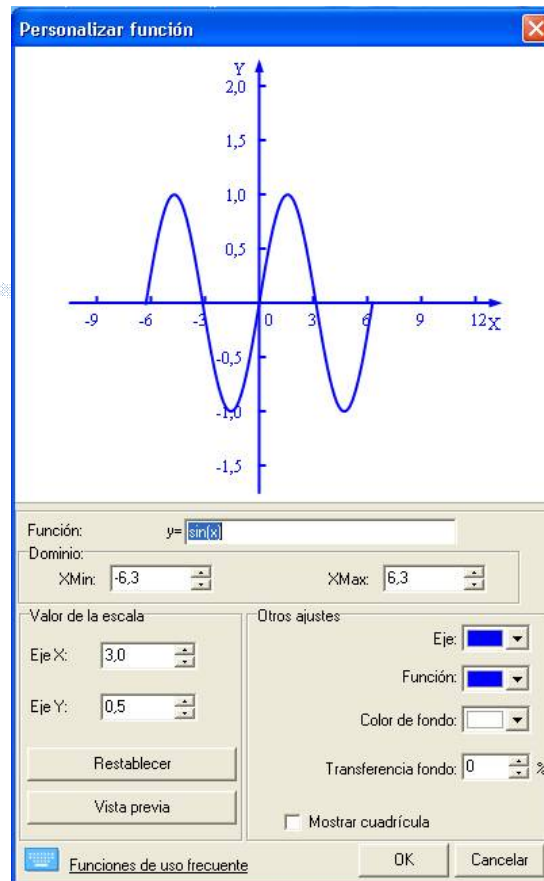 Personalizar función
Y
2,0
1,5
1,0
0,5
-9 -6 -3 0 3 6 9 12 X
-0,5
-1,0
-1,5
Función: y= sin(x)
Dominio:
XMin: -6,3 XMax: 6,3
Valor de la escala
Eje X: 3,0
Eje Y: 0,5
Restablecer
Vista previa
Otros ajustes
Eje:
Función:
Color de fondo:
Transferencia fondo: 0 %
Mostrar cuadrícula
Funciones de uso frecuente
OK Cancelar